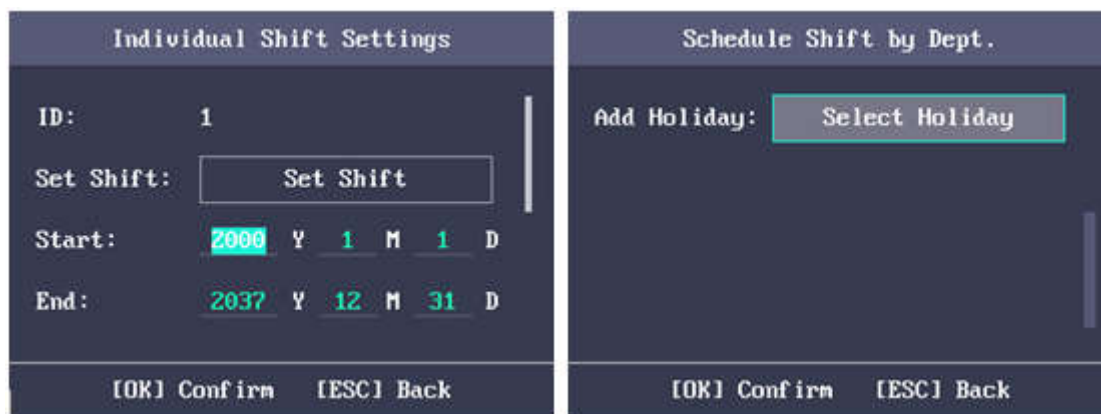 Individual Shift Settings
ID: 1
Set Shift: Set Shift
Start: 2000 Y 1 M 1 D
End: 2037 Y 12 M 31 D
[OK] Confirm [ESC] Back
Schedule Shift by Dept.
Add Holiday: Select Holiday
[OK] Confirm [ESC] Back